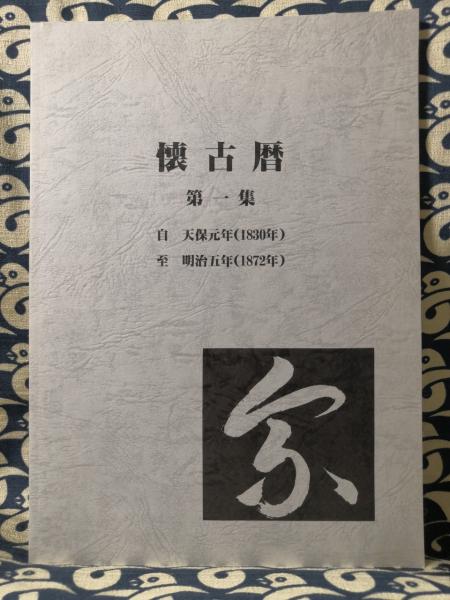 懐古暦
第一集
自 天保元年(1830年)
至 明治五年(1872年)